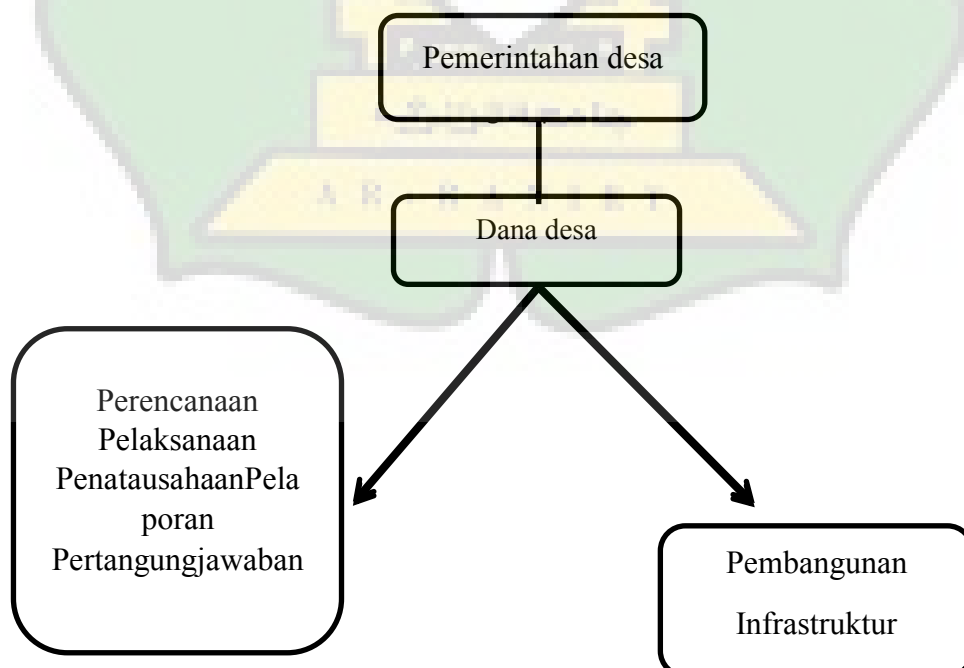 Pemerintahan desa
Dana desa
Perencanaan
Pelaksanaan
PenatausahaanPela
poran
Pertangungjawaban
Pembangunan
Infrastruktur